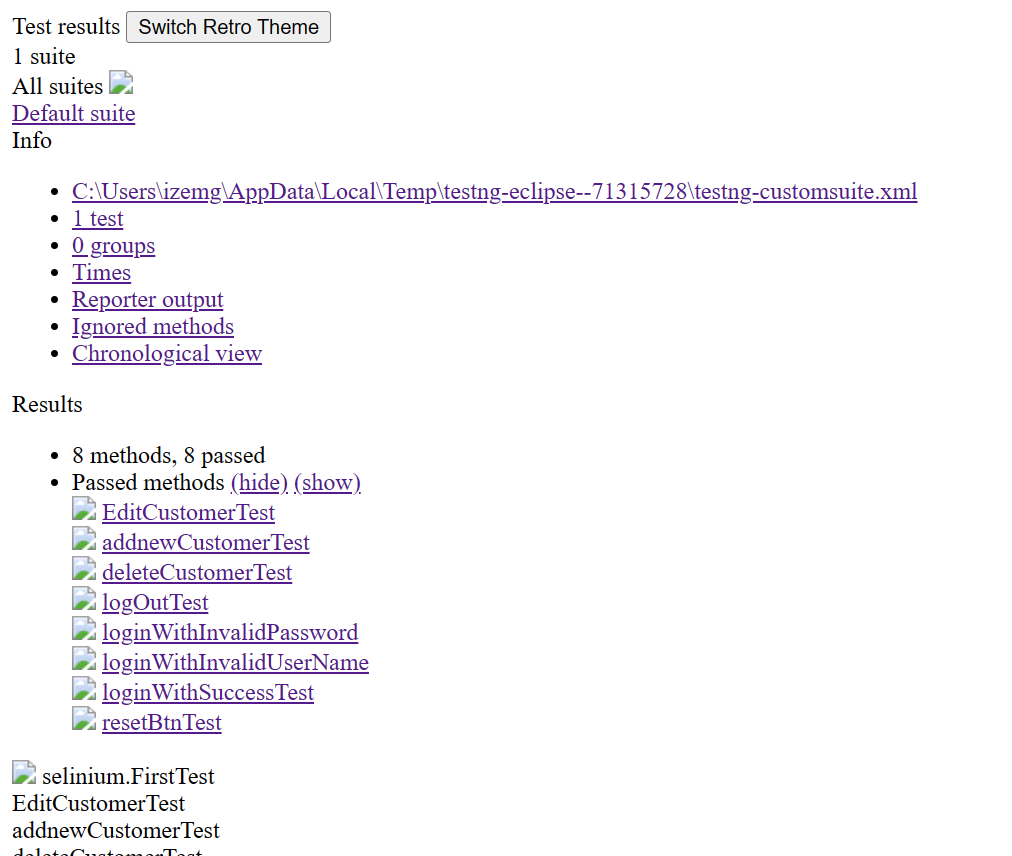 Test results Switch Retro Theme
1 suite
All suites
Default suite
Info
C:\Users\izemg\AppData\Local\Temp\testng-eclipse--71315728\testng-customsuite.xml
1 test
0 groups
Times
Reporter output
Ignored methods
Chronological view
Results
8 methods, 8 passed
Passed methods (hide) (show)
EditCustomerTest
addnewCustomerTest
deleteCustomerTest
logOutTest
loginWithInvalidPassword
loginWithInvalidUserName
loginWithSuccessTest
resetBtnTest
selinium.FirstTest
EditCustomerTest
addnewCustomerTest
deleteCustomerTest